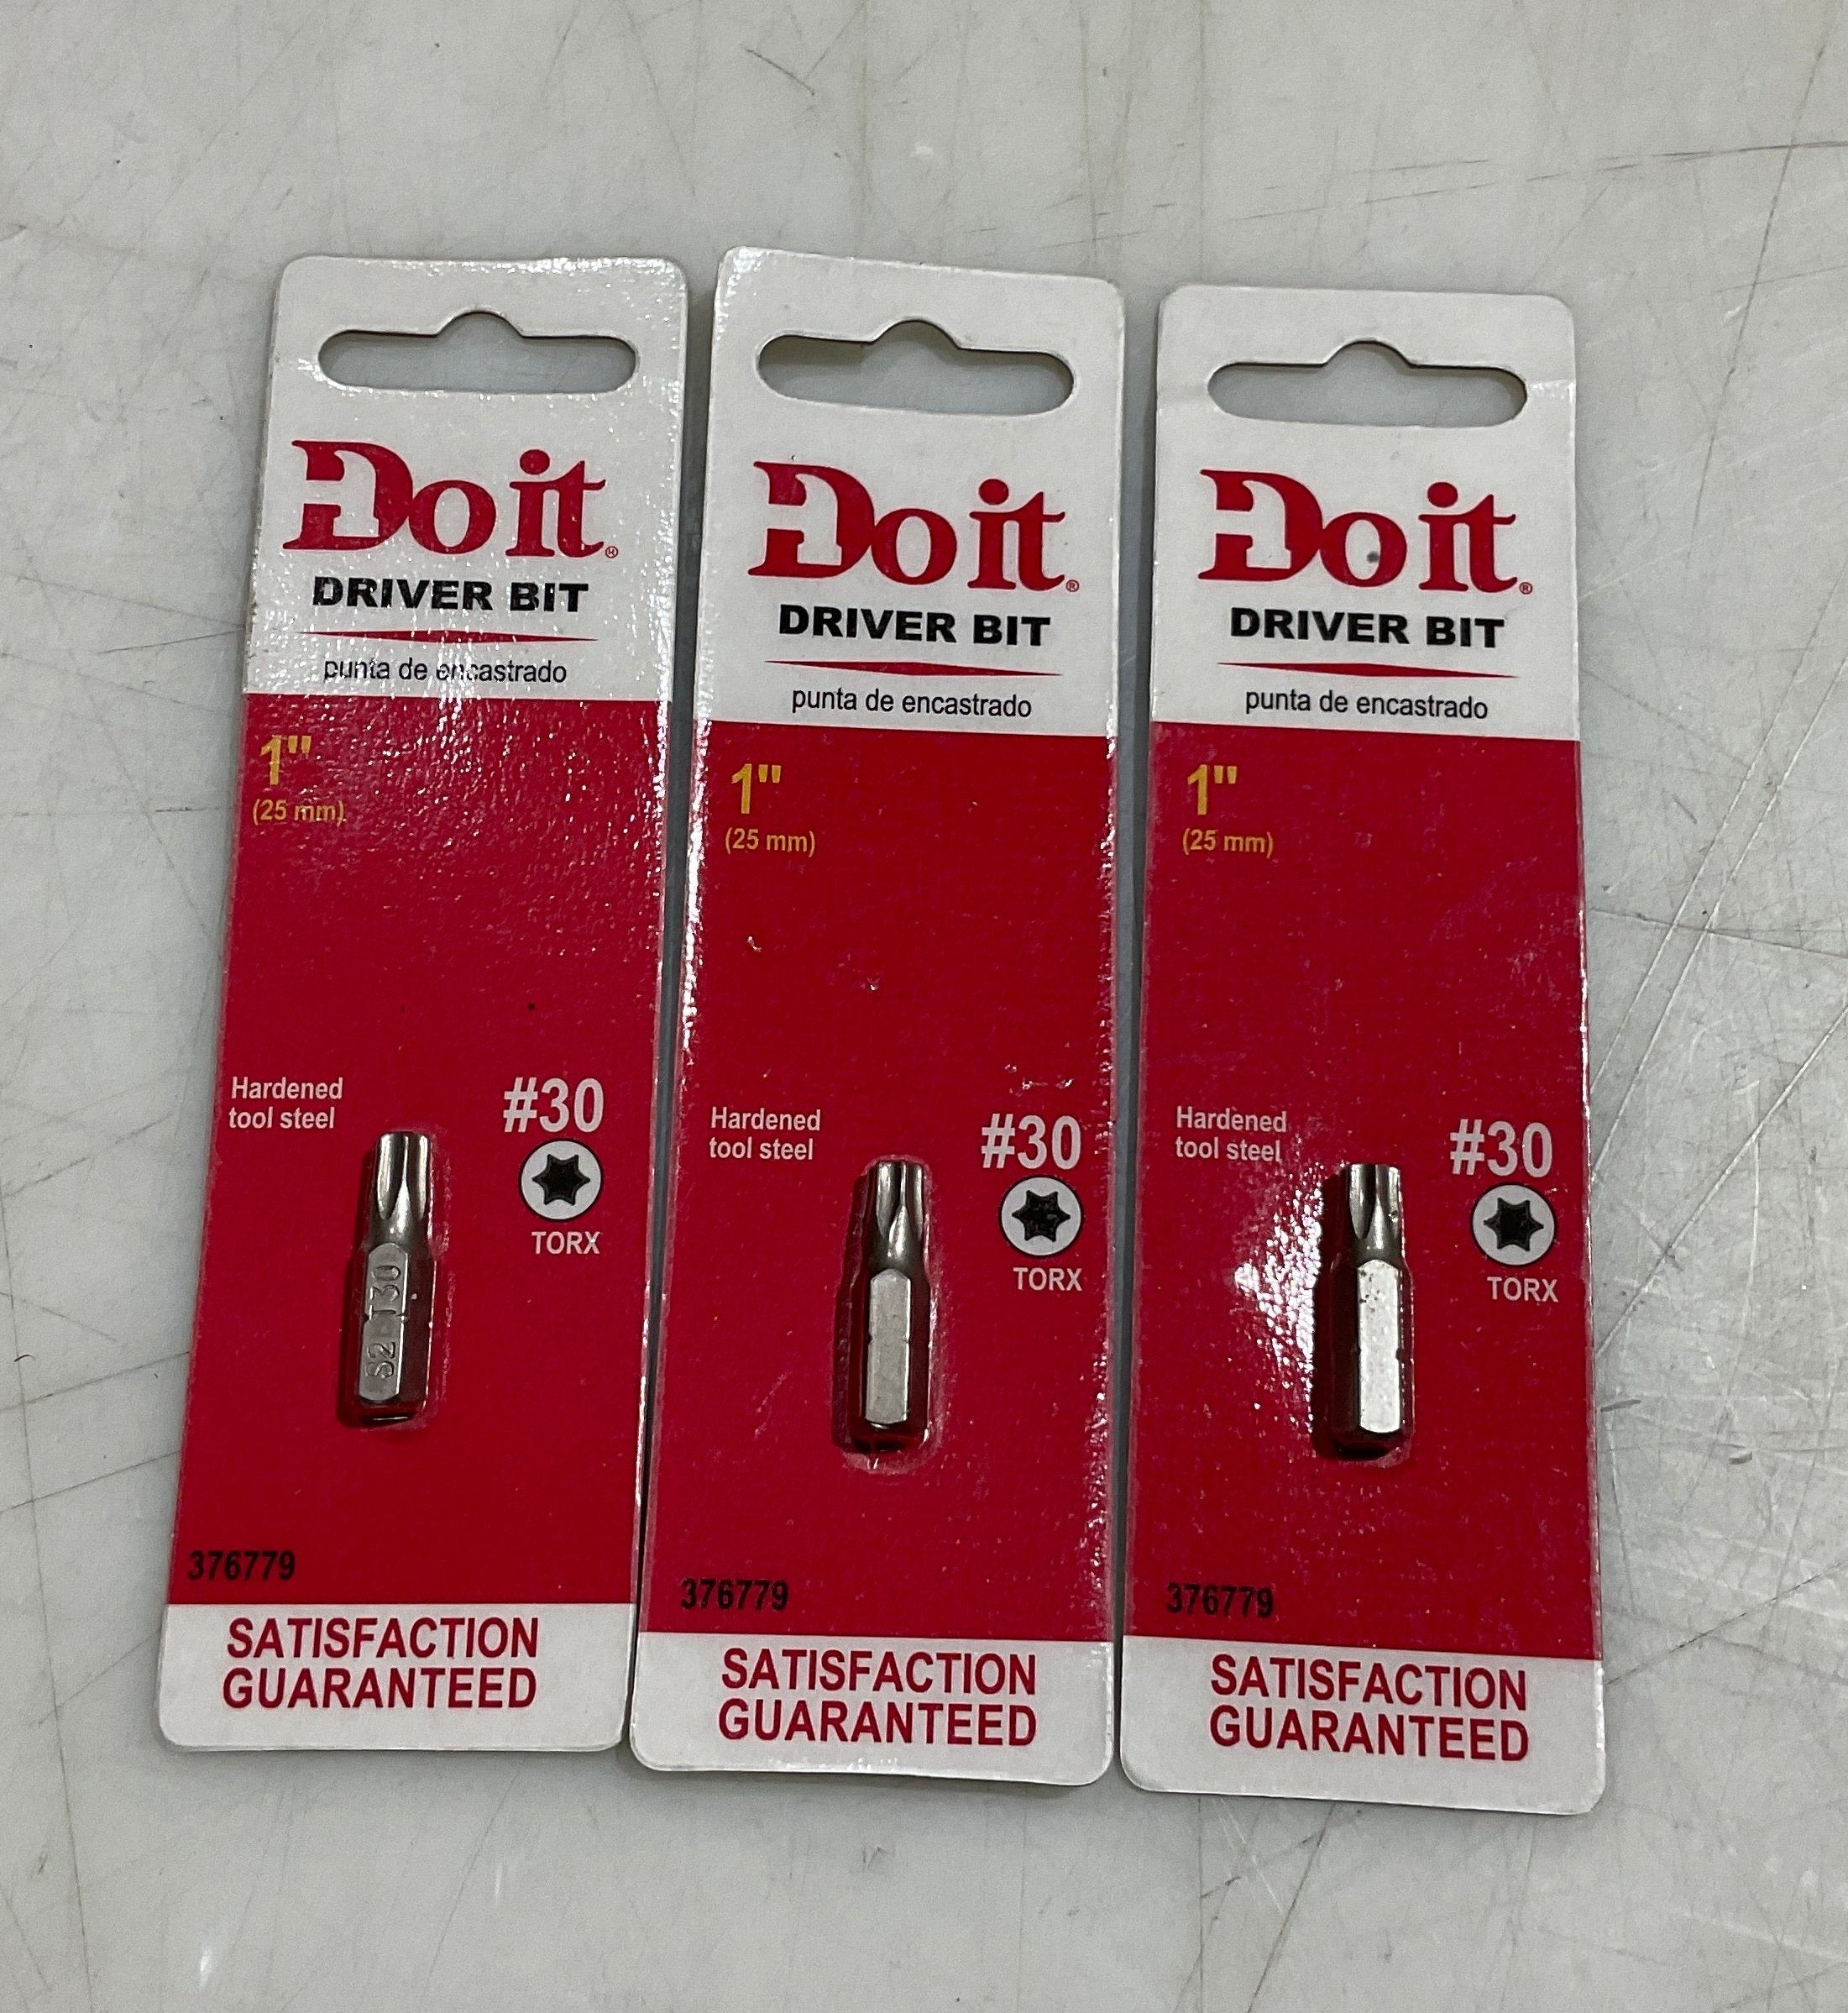 Do it®
DRIVER BIT
punta de encastrado
1"
(25 mm)
Hardened
tool steel
#30
TORX
S2 T30
376779
SATISFACTION
GUARANTEED
Do it®
DRIVER BIT
punta de encastrado
1"
(25 mm)
Hardened
tool steel
#30
TORX
376779
SATISFACTION
GUARANTEED
Do it®
DRIVER BIT
punta de encastrado
1"
(25 mm)
Hardened
tool steel
#30
TORX
376779
SATISFACTION
GUARANTEED